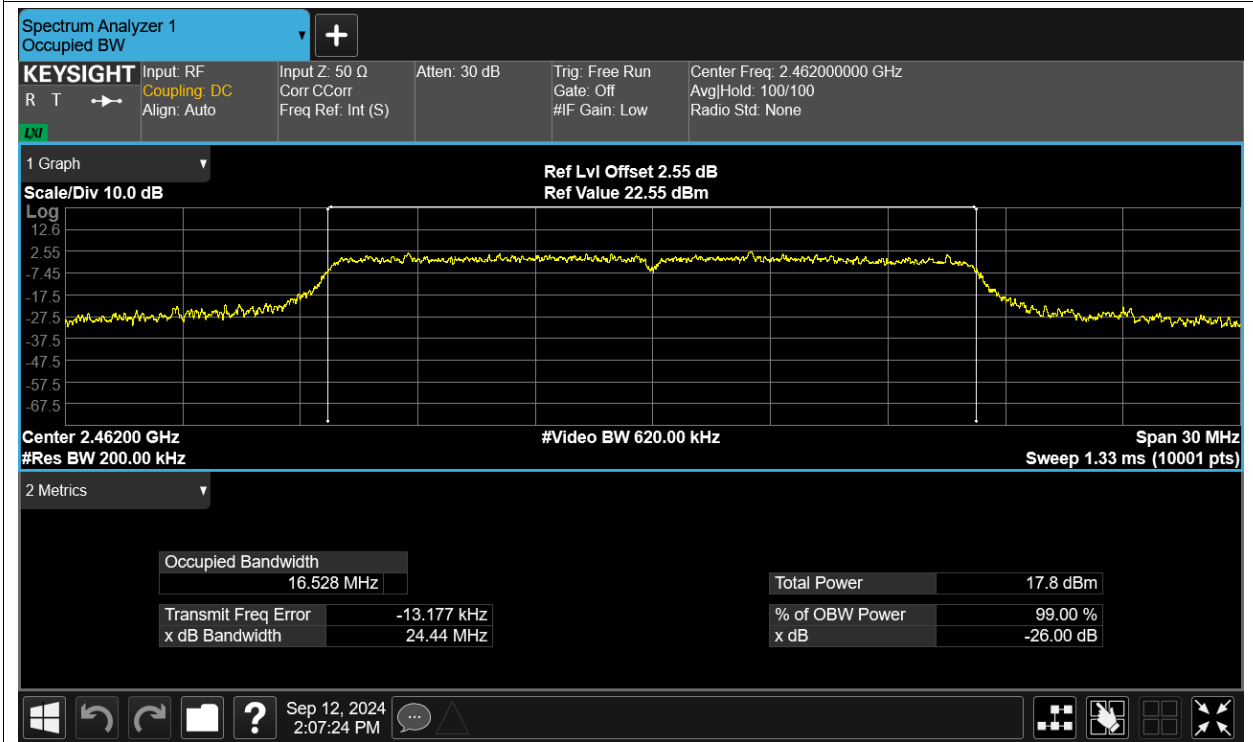 Spectrum Analyzer 1
Occupied BW
KEYSIGHT
R T
LXI
Input: RF
Coupling: DC
Align: Auto
Input Z: 50 Ω
Corr CCorr
Freq Ref: Int (S)
Atten: 30 dB
Trig: Free Run
Gate: Off
#IF Gain: Low
Center Freq: 2.462000000 GHz
Avg|Hold: 100/100
Radio Std: None
1 Graph
Scale/Div 10.0 dB
Ref Lvl Offset 2.55 dB
Ref Value 22.55 dBm
Log
12.6
2.55
-7.45
-17.5
-27.5
-37.5
-47.5
-57.5
-67.5
Center 2.46200 GHz
#Res BW 200.00 kHz
#Video BW 620.00 kHz
Span 30 MHz
Sweep 1.33 ms (10001 pts)
2 Metrics
Occupied Bandwidth
16.528 MHz
Transmit Freq Error -13.177 kHz
x dB Bandwidth 24.44 MHz
Total Power 17.8 dBm
% of OBW Power 99.00 %
x dB -26.00 dB
?
Sep 12, 2024
2:07:24 PM